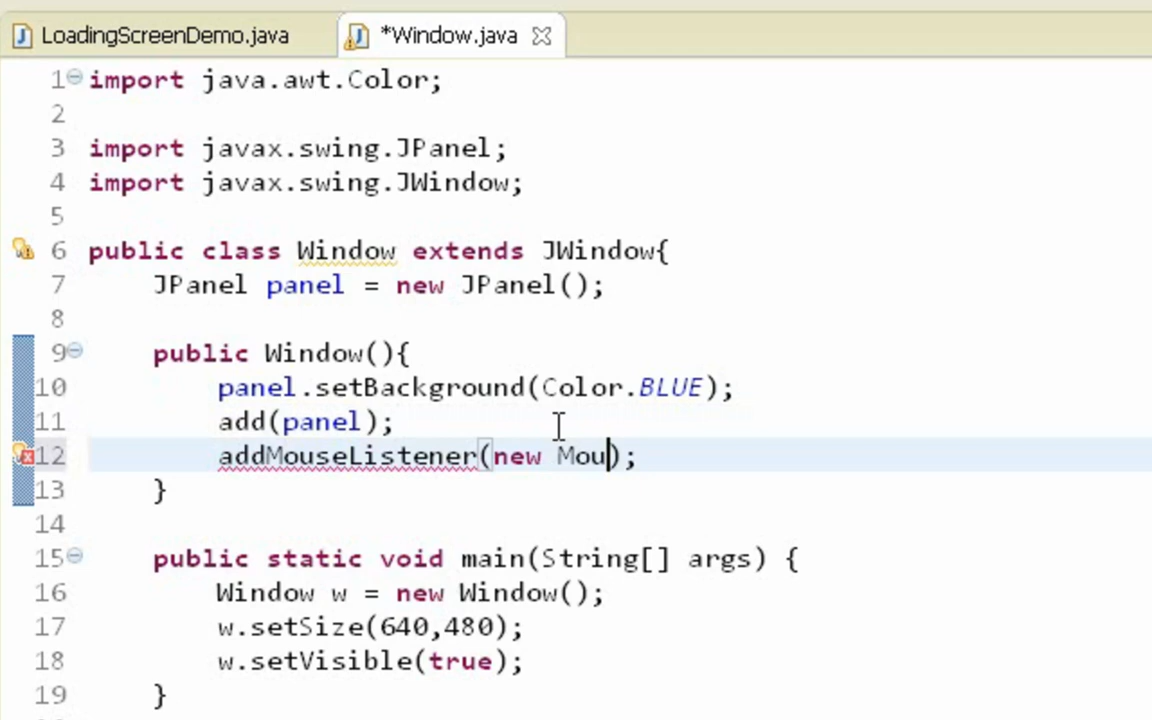 LoadingScreenDemo.java *Window.java
1 import java.awt.Color;
2
3 import javax.swing.JPanel;
4 import javax.swing.JWindow;
5
6 public class Window extends JWindow{
7 JPanel panel = new JPanel();
8
9 public Window(){
10 panel.setBackground(Color.BLUE);
11 add(panel);
12 addMouseListener(new Mou);
13 }
14
15 public static void main(String[] args) {
16 Window w = new Window();
17 w.setSize(640,480);
18 w.setVisible(true);
19 }